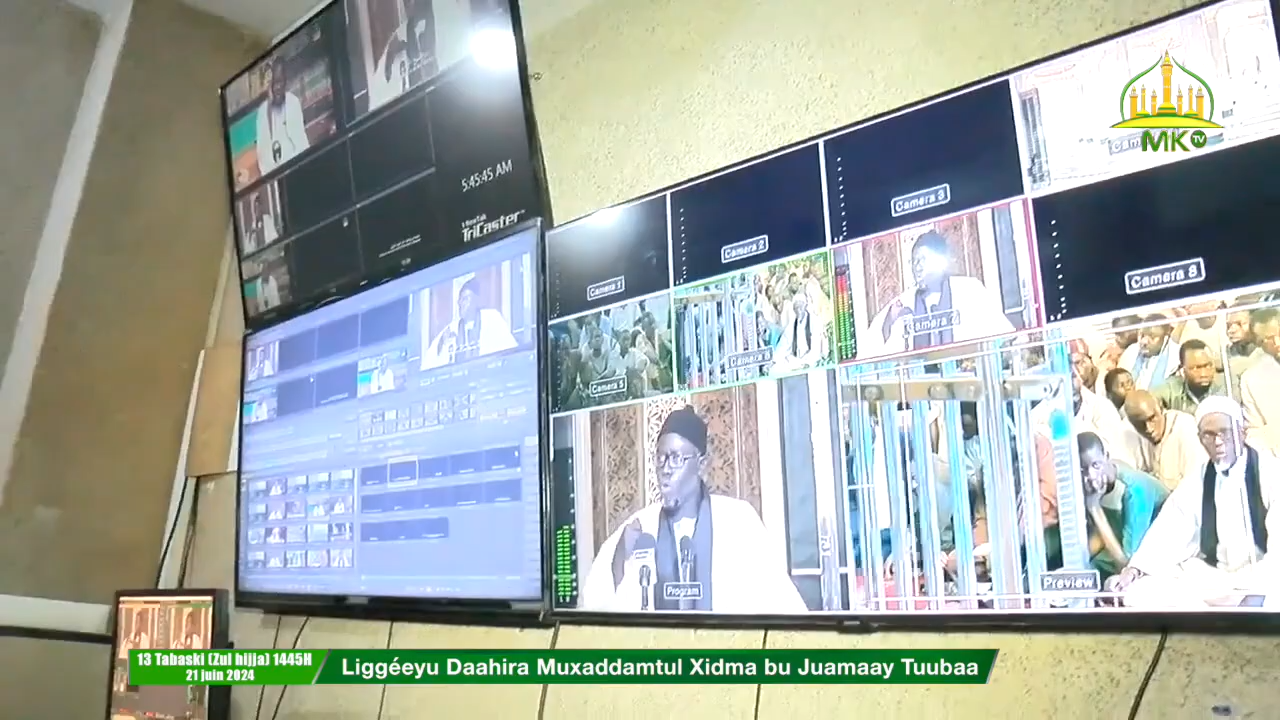 5:45:45 AM
NewTek
TriCaster
MK TV
Camera 1
Camera 2
Camera 3
Camera 5
Camera 6
Camera 7
Camera 8
Program
Preview
13 Tabaski (Zul hijja) 1445H
21 juin 2024
Liggéeyu Daahira Muxaddamtul Xidma bu Juamaay Tuubaa